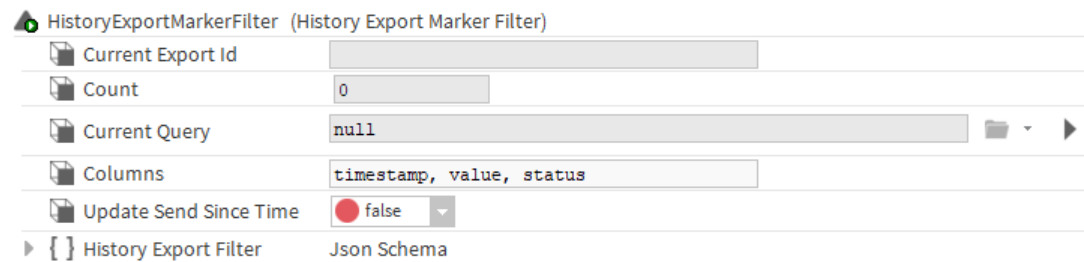 HistoryExportMarkerFilter (History Export Marker Filter)
Current Export Id
Count 0
Current Query null
Columns timestamp, value, status
Update Send Since Time false
{ } History Export Filter Json Schema